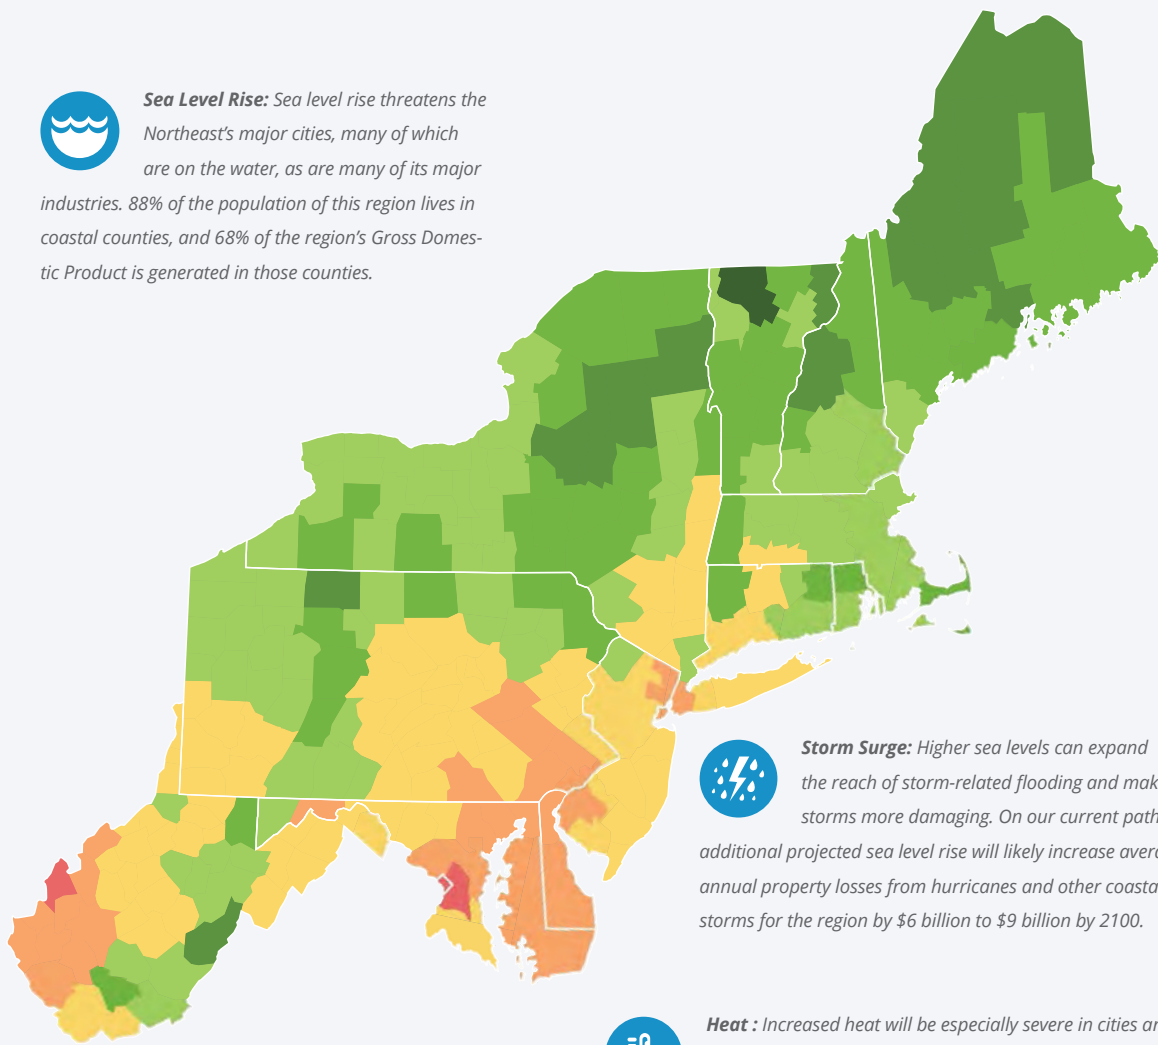 Sea Level Rise: Sea level rise threatens the
Northeast's major cities, many of which
are on the water, as are many of its major
industries. 88% of the population of this region lives in
coastal counties, and 68% of the region's Gross Domes-
tic Product is generated in those counties.
Storm Surge: Higher sea levels can expand
the reach of storm-related flooding and mak
storms more damaging. On our current path
additional projected sea level rise will likely increase avera
annual property losses from hurricanes and other coasta
storms for the region by $6 billion to $9 billion by 2100.
Heat : Increased heat will be especially severe in cities an